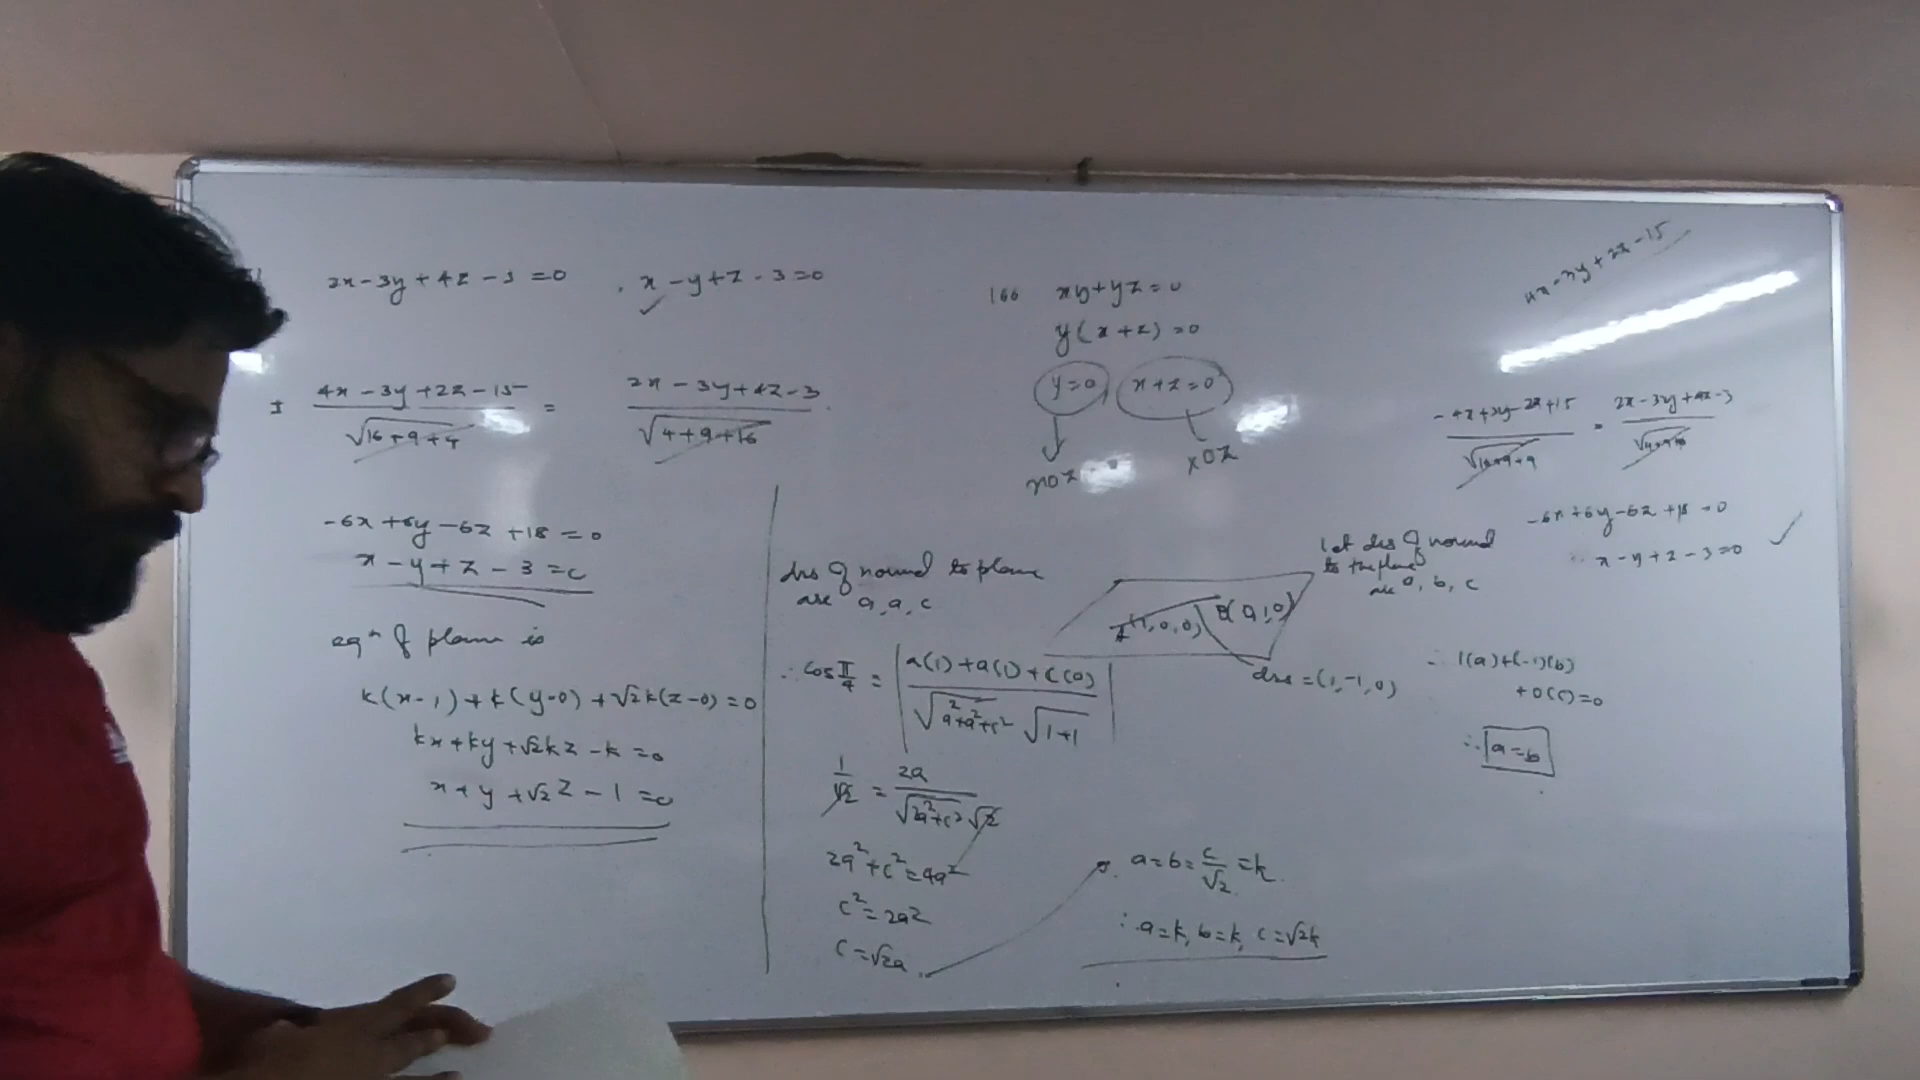 2x-3y+4z-3=0 , x-y+z-3=0
± 4x-3y+2z-15 / √16+9+4 = 2x-3y+4z-3 / √4+9+16
-6x+6y-6z+18=0
x-y+z-3=0
eqn of plane is
k(x-1)+k(y-0)+√2k(z-0)=0
kx+ky+√2kz-k=0
x+y+√2z-1=0
166 xy+yz=0
y(x+z)=0
y=0, x+z=0
xoz xoz
drs of normal to plane
are a,a,c
∴ cos π/4 = | a(1)+a(1)+c(0) / √a²+a²+c² √1+1 |
1/√2 = 2a / √2a²+c² √2
2a²+c²=4a²
c²=2a²
c=√2a
(1,0,0)
drs=(1,-1,0)
a=b=c/√2=k
∴ a=k, b=k, c=√2k
4x-3y+2z-15
-4x+3y-2z+15 / = 2x-3y+4z-3 /
-6x+6y-6z+18=0
∴ x-y+z-3=0
Let drs of normal
to the plane
are a, b, c
∴ 1(a)+(-1)(b)
+0(c)=0
∴ a=b